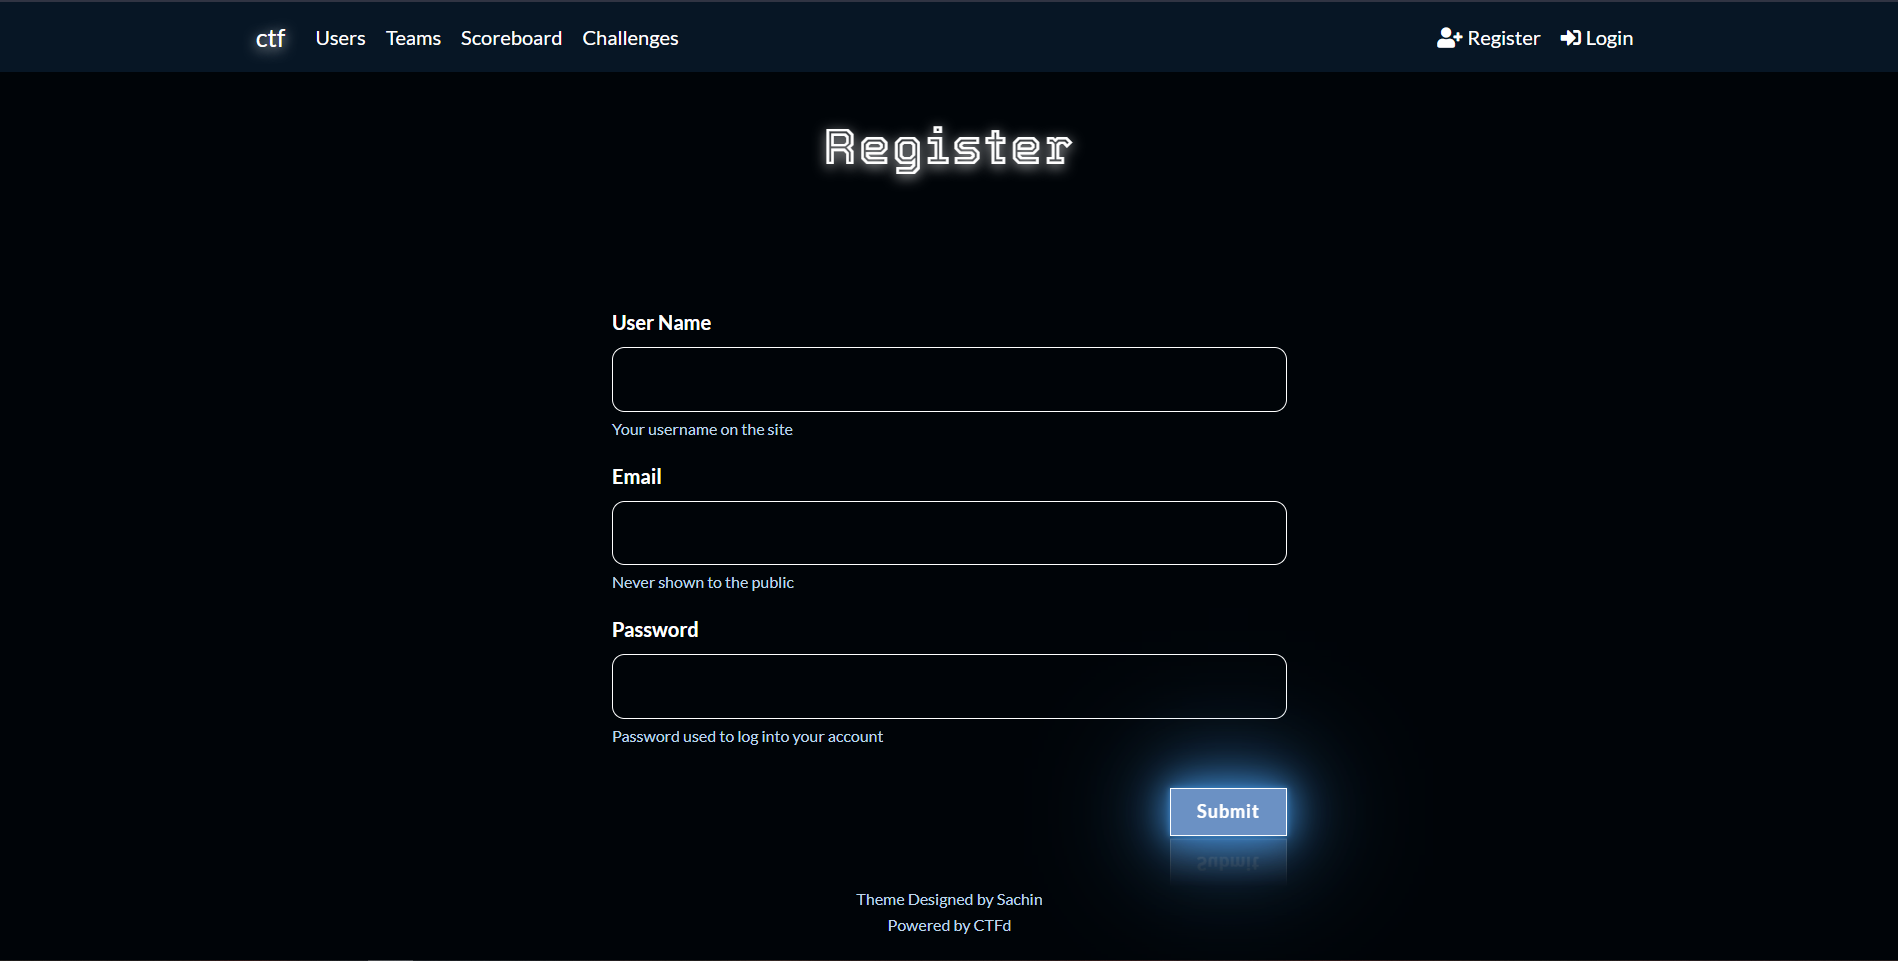 ctf Users Teams Scoreboard Challenges Register Login
Register
User Name
Your username on the site
Email
Never shown to the public
Password
Password used to log into your account
Submit
Submit
Theme Designed by Sachin
Powered by CTFd